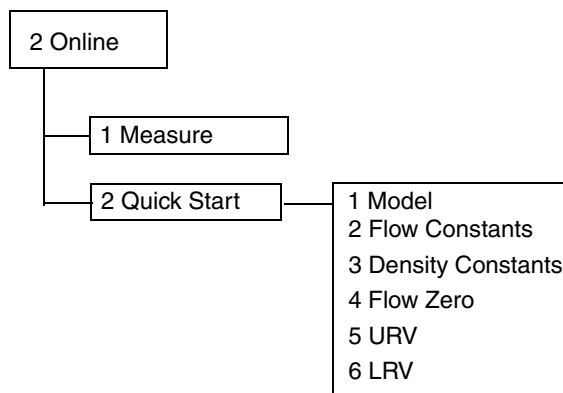 2 Online
1 Measure
2 Quick Start
1 Model
2 Flow Constants
3 Density Constants
4 Flow Zero
5 URV
6 LRV